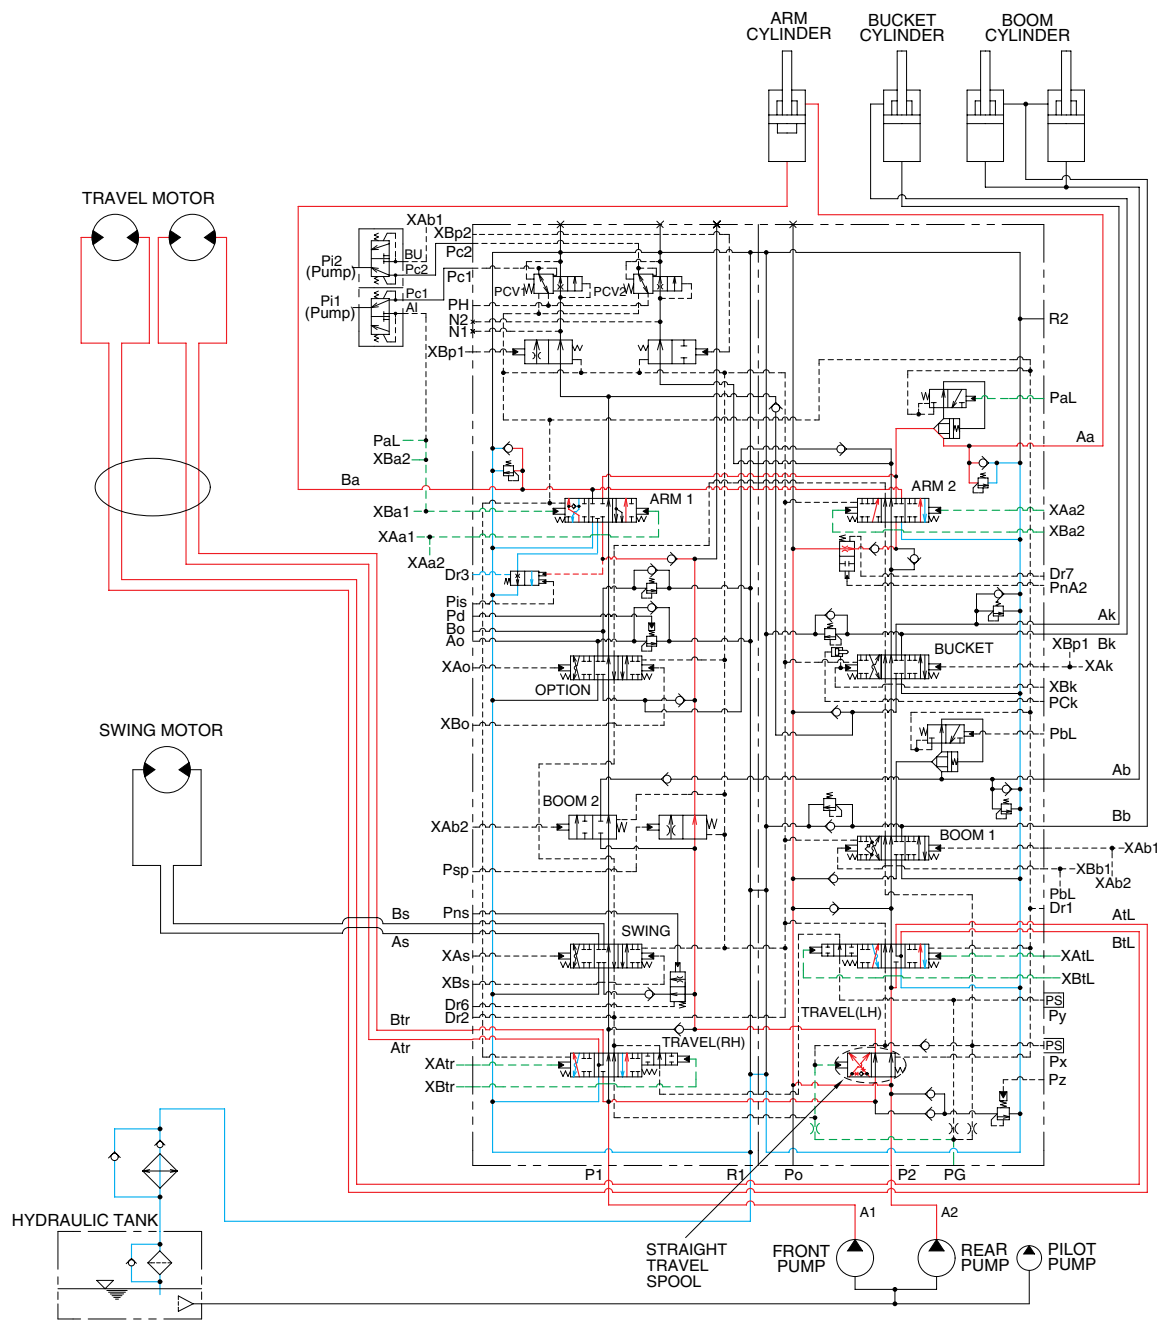 ARM
CYLINDER
BUCKET
CYLINDER
BOOM
CYLINDER
TRAVEL MOTOR
XAb1
XBp2
Pc2
Pc1
BU
Pc2
Pi2
(Pump)
Pc1
AI
Pi1
(Pump)
PCV1
PCV2
PH
N2
N1
XBp1
R2
PaL
PaL
XBa2
Aa
Ba
ARM 1
ARM 2
XBa1
XAa1
XAa2
XAa2
XBa2
Dr3
Pis
Pd
Bo
Ao
Dr7
PnA2
Ak
XBp1 Bk
BUCKET
XAo
OPTION
XAk
XBk
PCk
XBo
PbL
SWING MOTOR
Ab
BOOM 2
Bb
XAb2
BOOM 1
XAb1
XBb1
XAb2
Psp
PbL
Dr1
Pns
Bs
As
SWING
AtL
BtL
XAs
XAtL
XBs
XBtL
Dr6
Dr2
TRAVEL(LH)
PS
Py
Btr
TRAVEL(RH)
Atr
PS
Px
XAtr
XBtr
Pz
P1
R1
Po
P2
PG
HYDRAULIC TANK
A1
A2
STRAIGHT
TRAVEL
SPOOL
FRONT
PUMP
REAR
PUMP
PILOT
PUMP